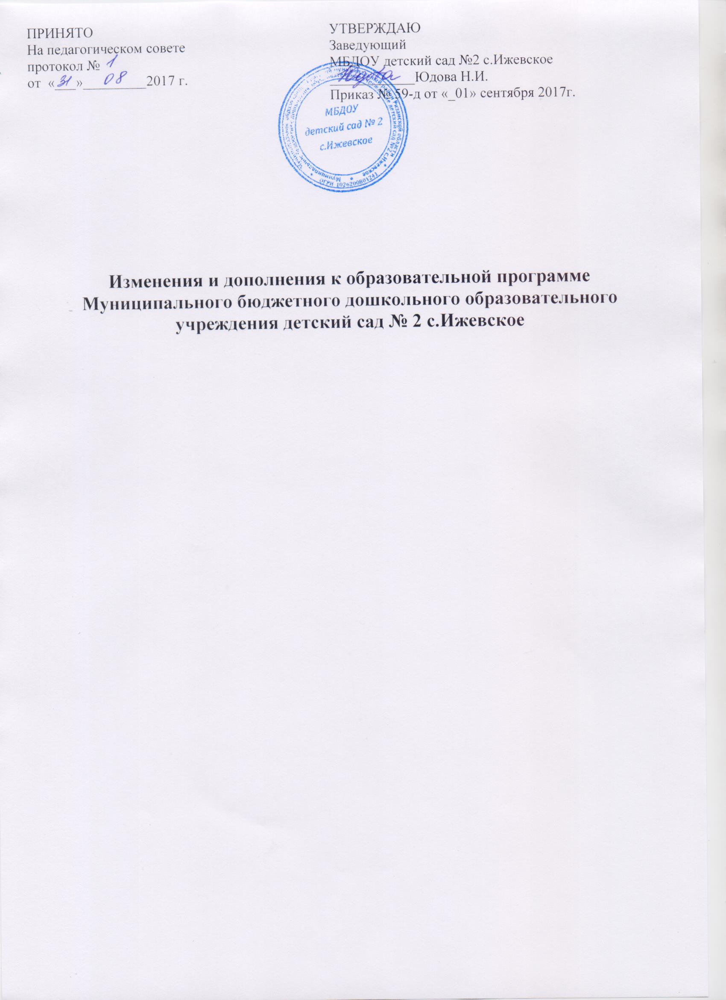 ПРИНЯТО
На педагогическом совете
протокол № 1
от «31» 08 2017 г.
УТВЕРЖДАЮ
Заведующий
МБДОУ детский сад №2 с.Ижевское
Юдова Н.И.
Приказ № 59-д от «_01» сентября 2017г.
МБДОУ
детский сад № 2
с.Ижевское
ОГРН 1026200801241
Изменения и дополнения к образовательной программе
Муниципального бюджетного дошкольного образовательного
учреждения детский сад № 2 с.Ижевское